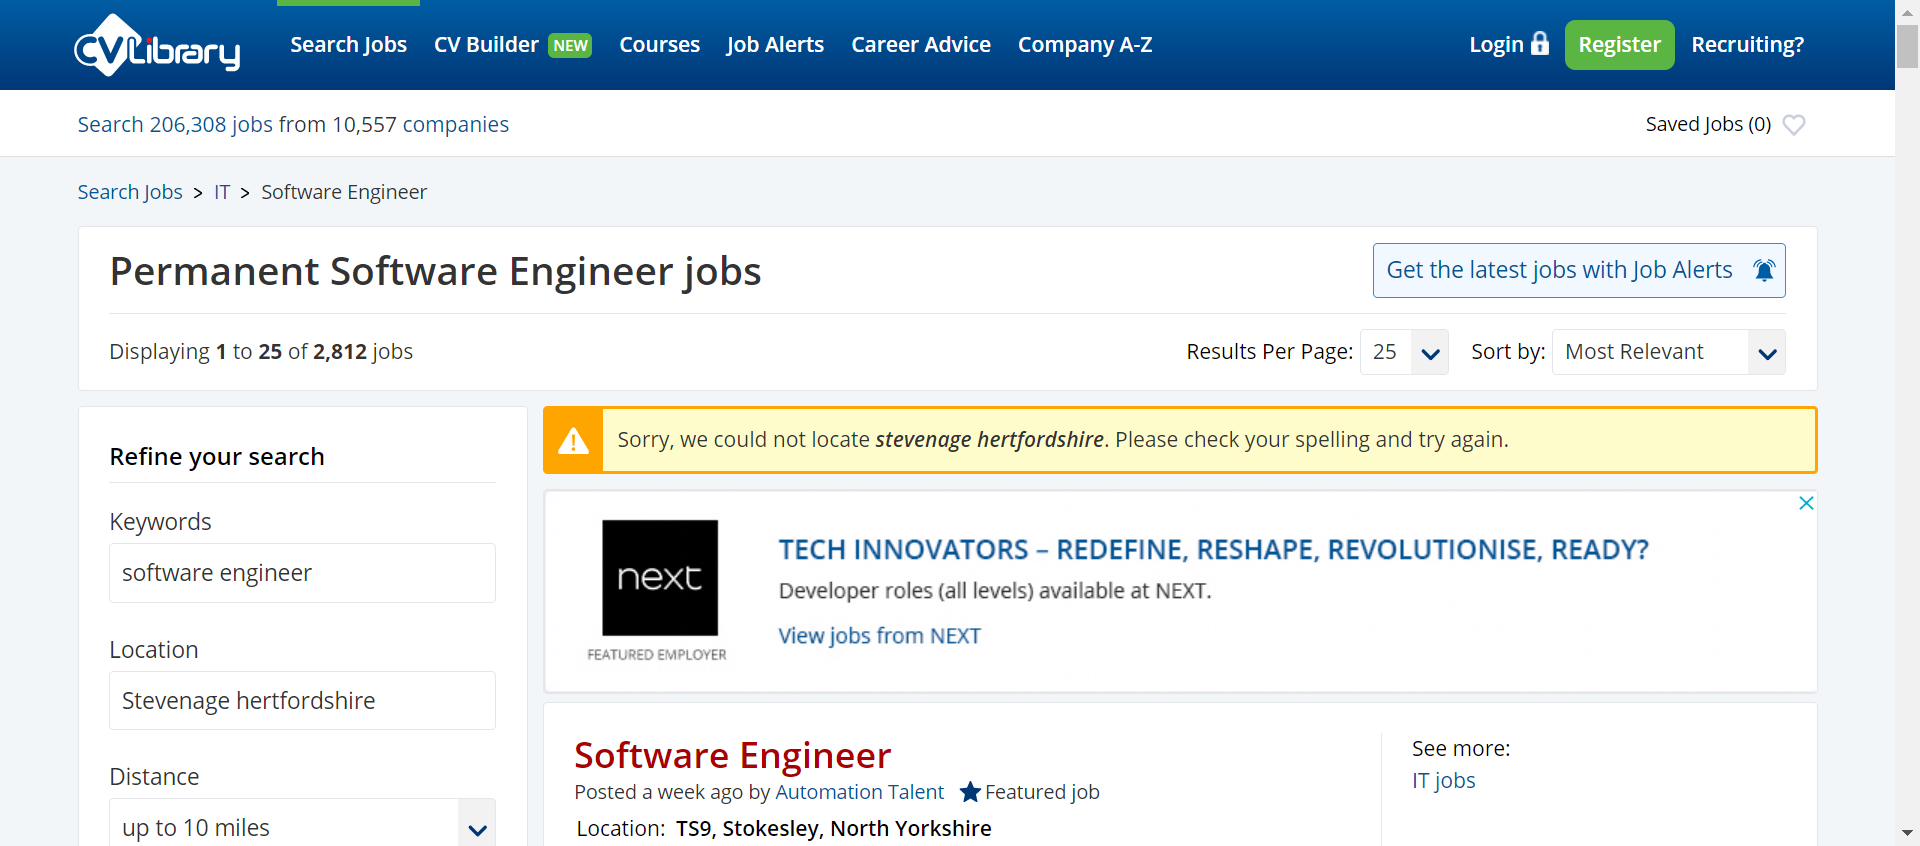 CVLibrary
Search Jobs CV Builder NEW Courses Job Alerts Career Advice Company A-Z Login Register Recruiting?
Search 206,308 jobs from 10,557 companies Saved Jobs (0)
Search Jobs > IT > Software Engineer
Permanent Software Engineer jobs
Get the latest jobs with Job Alerts
Displaying 1 to 25 of 2,812 jobs
Results Per Page: 25 Sort by: Most Relevant
Refine your search
Keywords
software engineer
Location
Stevenage hertfordshire
Distance
up to 10 miles
Sorry, we could not locate stevenage hertfordshire. Please check your spelling and try again.
next
FEATURED EMPLOYER
TECH INNOVATORS – REDEFINE, RESHAPE, REVOLUTIONISE, READY?
Developer roles (all levels) available at NEXT.
View jobs from NEXT
Software Engineer
Posted a week ago by Automation Talent Featured job
Location: TS9, Stokesley, North Yorkshire
See more:
IT jobs